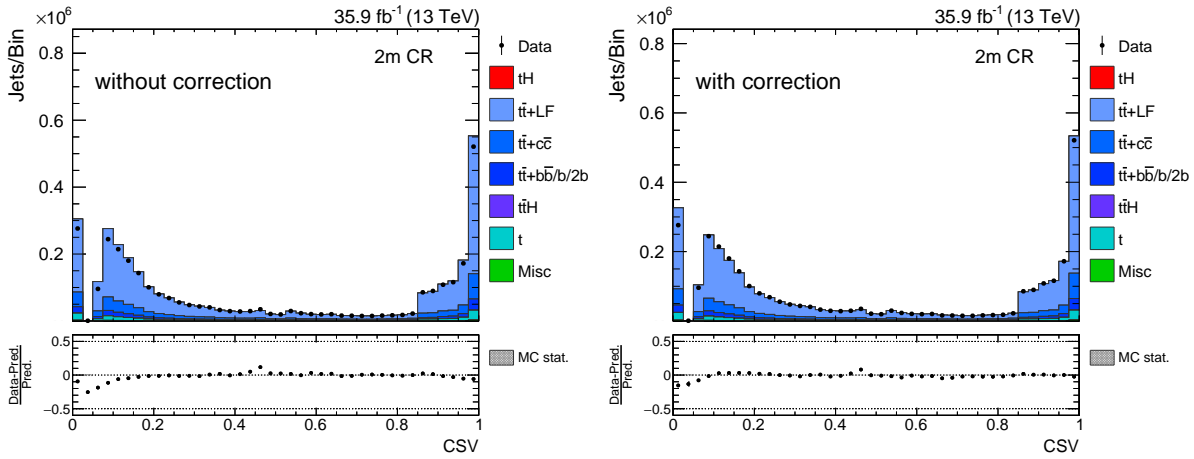 ×10⁶ 35.9 fb⁻¹ (13 TeV)
Jets/Bin
0.8
0.6
0.4
0.2
without correction
2m CR
Data
tH
tt̄+LF
tt̄+cc̄
tt̄+bb̄/b/2b
tt̄H
t
Misc
Data-Pred.
Pred.
0.5
0
−0.5
MC stat.
0 0.2 0.4 0.6 0.8 1
CSV
×10⁶ 35.9 fb⁻¹ (13 TeV)
Jets/Bin
0.8
0.6
0.4
0.2
with correction
2m CR
Data
tH
tt̄+LF
tt̄+cc̄
tt̄+bb̄/b/2b
tt̄H
t
Misc
Data-Pred.
Pred.
0.5
0
−0.5
MC stat.
0 0.2 0.4 0.6 0.8 1
CSV